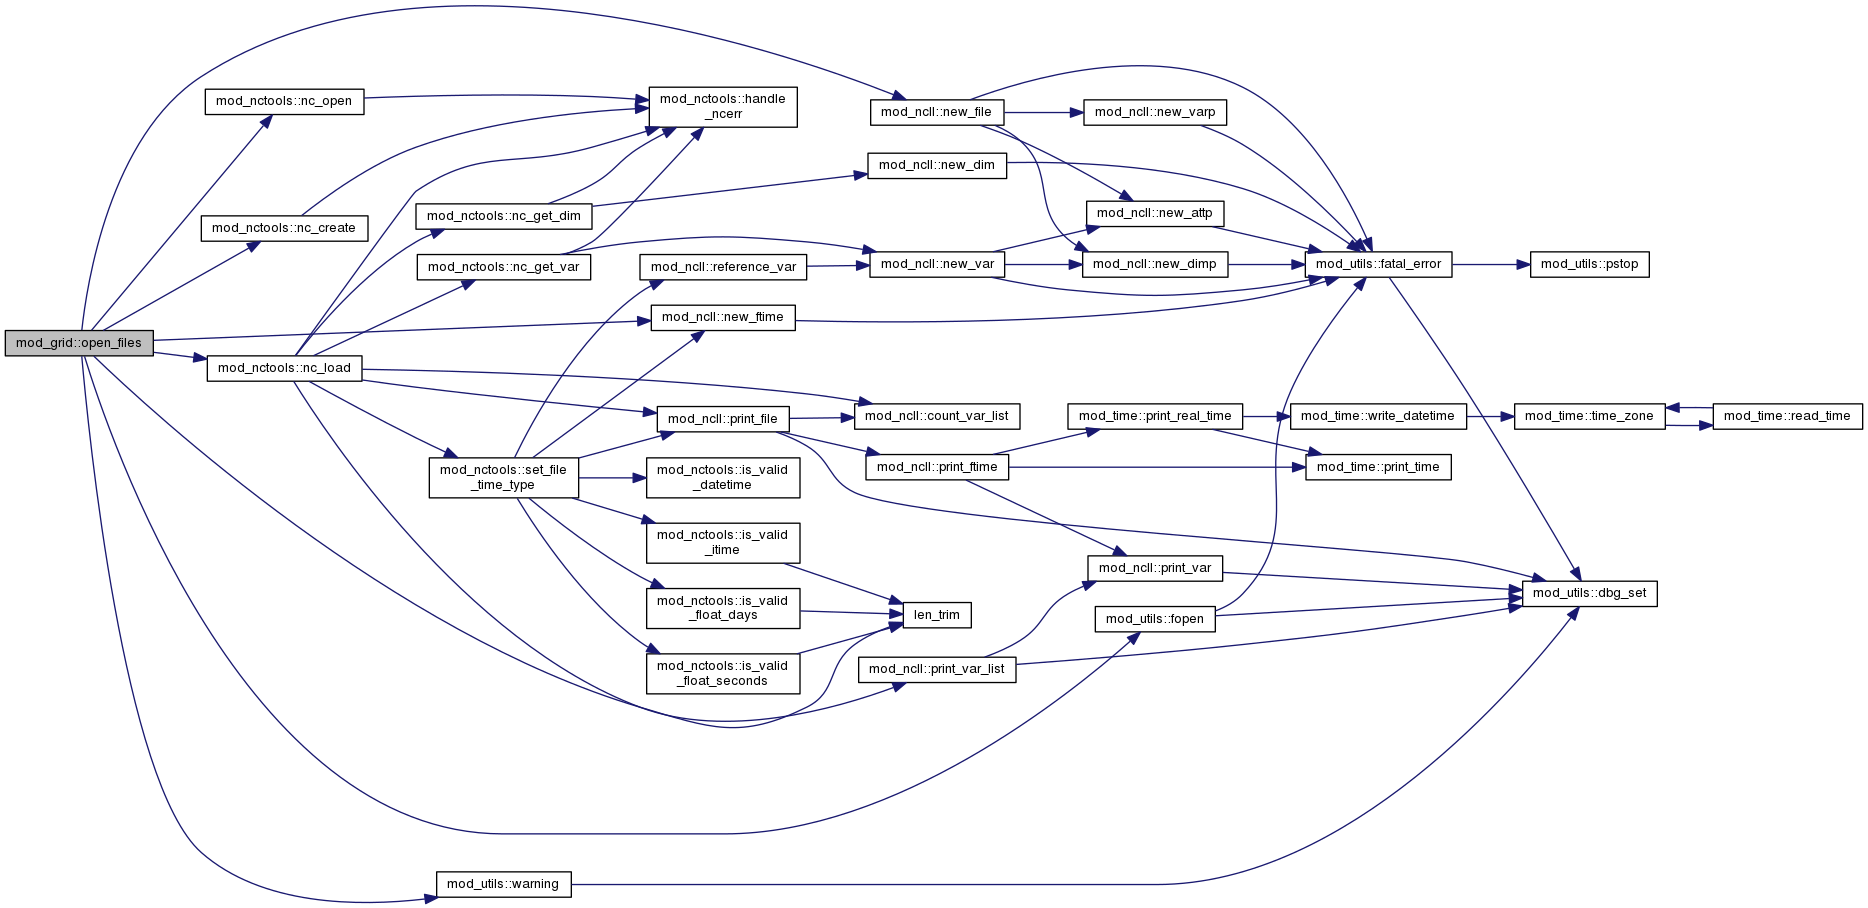 mod_grid::open_files
mod_nctools::nc_open
mod_nctools::nc_create
mod_nctools::nc_load
mod_nctools::nc_get_dim
mod_nctools::nc_get_var
mod_nctools::set_file
_time_type
mod_utils::warning
mod_nctools::handle
_ncerr
mod_ncll::reference_var
mod_ncll::new_ftime
mod_ncll::print_file
mod_nctools::is_valid
_datetime
mod_nctools::is_valid
_itime
mod_nctools::is_valid
_float_days
mod_nctools::is_valid
_float_seconds
mod_ncll::new_file
mod_ncll::new_dim
mod_ncll::new_var
mod_ncll::count_var_list
mod_ncll::print_ftime
len_trim
mod_ncll::print_var_list
mod_ncll::new_varp
mod_ncll::new_attp
mod_ncll::new_dimp
mod_time::print_real_time
mod_ncll::print_var
mod_utils::fopen
mod_utils::fatal_error
mod_time::write_datetime
mod_time::print_time
mod_utils::pstop
mod_time::time_zone
mod_utils::dbg_set
mod_time::read_time